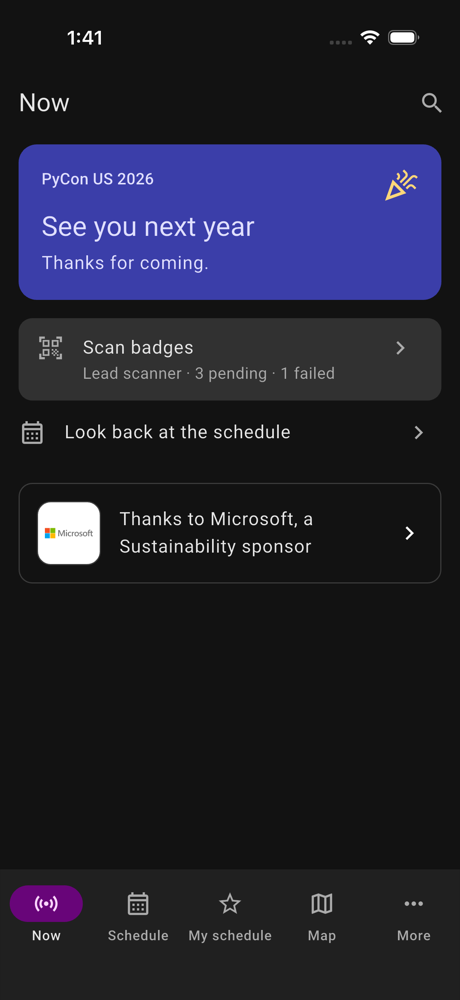 1:41
Now
PyCon US 2026
See you next year
Thanks for coming.
Scan badges
Lead scanner · 3 pending · 1 failed
Look back at the schedule
Microsoft
Thanks to Microsoft, a
Sustainability sponsor
Now
Schedule
My schedule
Map
More